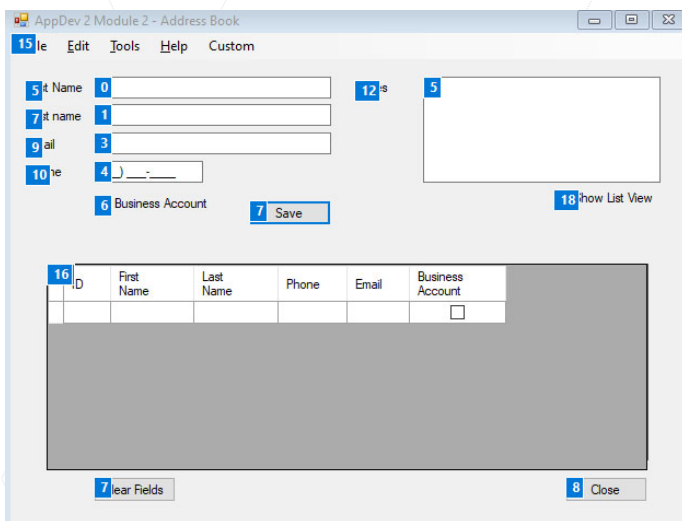 AppDev 2 Module 2 - Address Book
15 le Edit Tools Help Custom
5 t Name 0 12 s 5
7 st name 1
9 ail 3
10 ne 4 _) ___-____
6 Business Account 7 Save 18 how List View
16 ID First Name Last Name Phone Email Business Account
7 lear Fields 8 Close